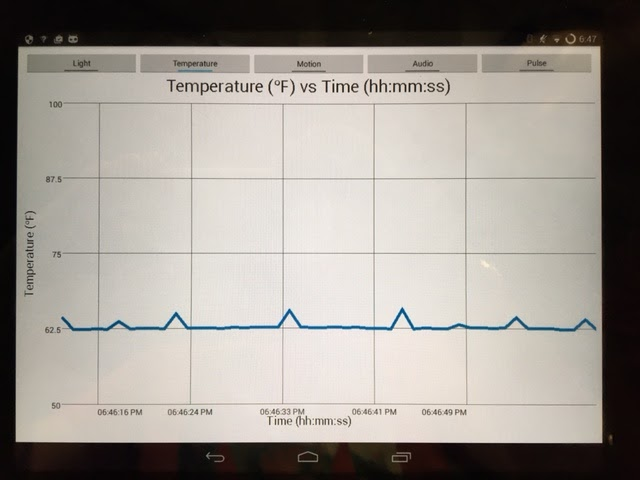 6:47
Light Temperature Motion Audio Pulse
Temperature (°F) vs Time (hh:mm:ss)
100
87.5
75
62.5
50
Temperature (°F)
06:46:16 PM 06:46:24 PM 06:46:33 PM 06:46:41 PM 06:46:49 PM
Time (hh:mm:ss)